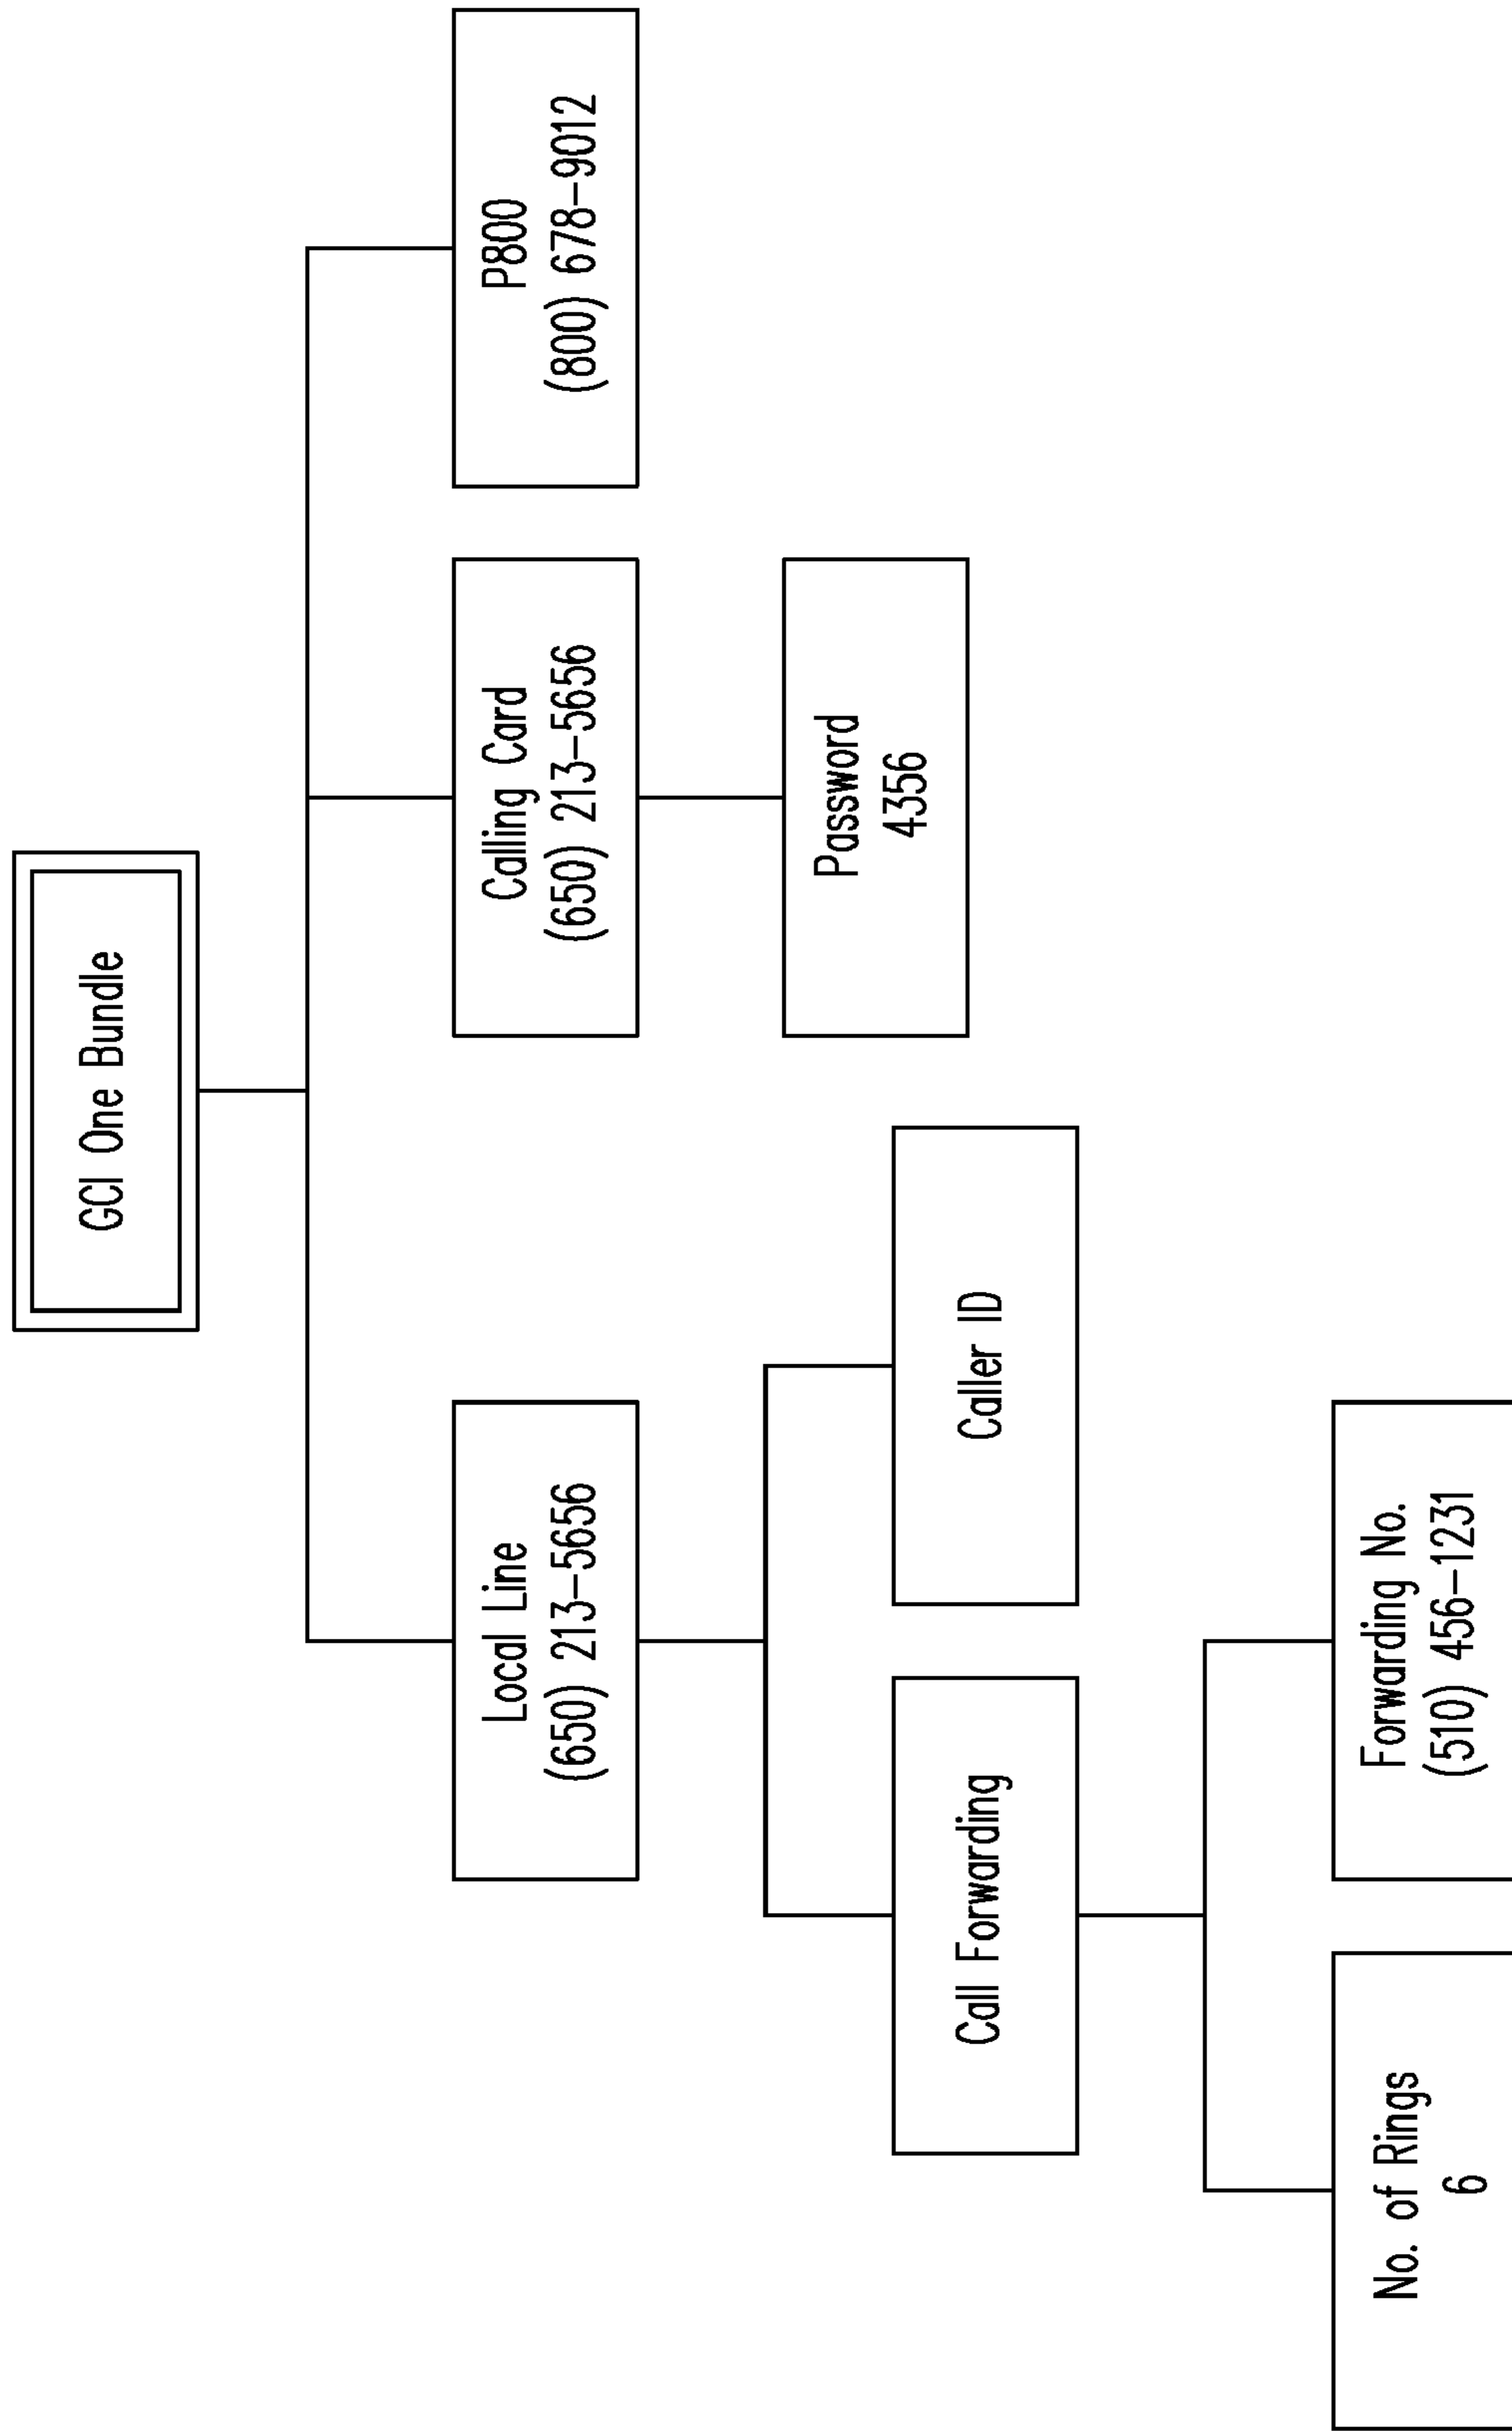 GCI One Bundle
Local Line
(650) 213-5656
Calling Card
(650) 213-5656
P800
(800) 678-9012
Password
4356
Call Forwarding
Caller ID
No. of Rings
6
Forwarding No.
(510) 456-1231